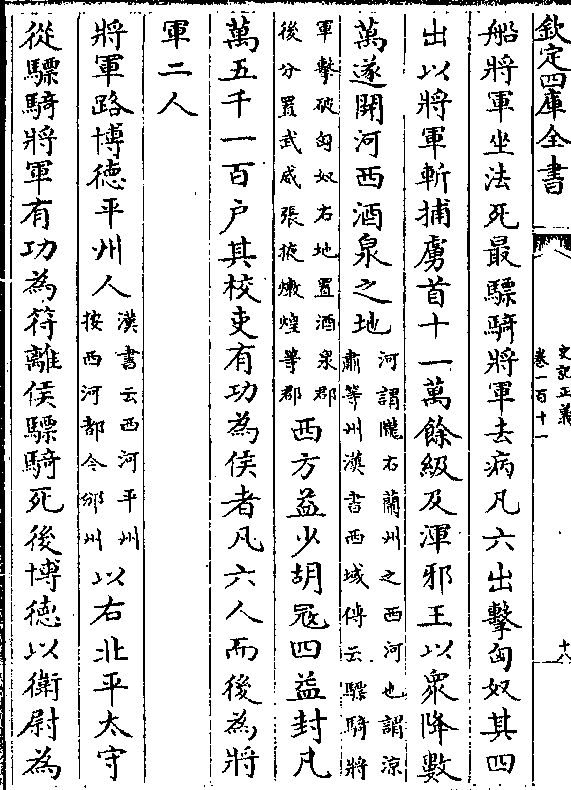 欽定四庫全書
史記正義
卷一百十一
十八
船將軍坐法死最驃騎將軍去病凡六出擊匈奴其四
出以將軍斬捕虜首十一萬餘級及渾邪王以衆降數
萬遂開河西酒泉之地河謂隴右蘭州之西河也謂涼
肅等州漢書西域傳云驃騎將
軍擊破匈奴右地置酒泉郡
後分置武威張掖燉煌等郡西方益少胡寇四益封凡
萬五千一百户其校吏有功為侯者凡六人而後為將
軍二人
將軍路博德平州人漢書云西河平州
按西河郡今邠州以右北平太守
從驃騎將軍有功為符離侯驃騎死後博德以衛尉為